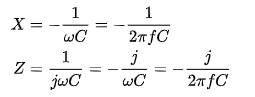 X = −1/ωC = −1/2πfC
Z = 1/jωC = −j/ωC = −j/2πfC